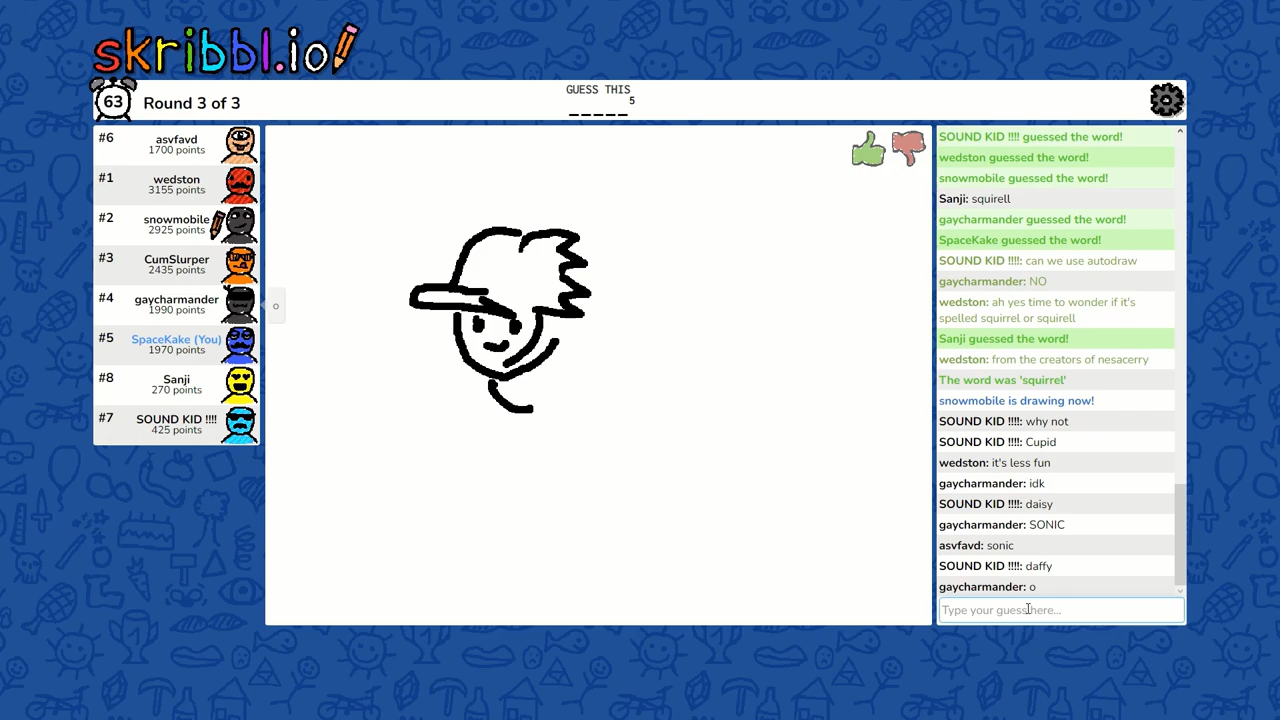 skribbl.io
63
Round 3 of 3
GUESS THIS
_____ 5
#6 asvfavd
1700 points
#1 wedston
3155 points
#2 snowmobile
2925 points
#3 CumSlurper
2435 points
#4 gaycharmander
1990 points
#5 SpaceKake (You)
1970 points
#8 Sanji
270 points
#7 SOUND KID !!!!
425 points
o
SOUND KID !!!! guessed the word!
wedston guessed the word!
snowmobile guessed the word!
Sanji: squirell
gaycharmander guessed the word!
SpaceKake guessed the word!
SOUND KID !!!!: can we use autodraw
gaycharmander: NO
wedston: ah yes time to wonder if it's
spelled squirrel or squirell
Sanji guessed the word!
wedston: from the creators of nesacerry
The word was 'squirrel'
snowmobile is drawing now!
SOUND KID !!!!: why not
SOUND KID !!!!: Cupid
wedston: it's less fun
gaycharmander: idk
SOUND KID !!!!: daisy
gaycharmander: SONIC
asvfavd: sonic
SOUND KID !!!!: daffy
gaycharmander: o
Type your guess here...